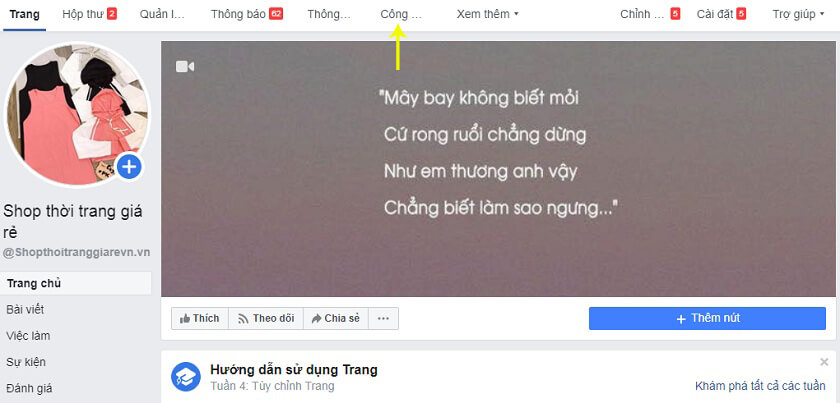 Trang Hộp thư 2 Quản l... Thông báo 62 Thông... Công ... Xem thêm Chỉnh ... 5 Cài đặt 5 Trợ giúp
"Mây bay không biết mỏi
Cứ rong ruổi chẳng dừng
Như em thương anh vậy
Chẳng biết làm sao ngưng..."
Shop thời trang giá
rẻ
@Shopthoitranggiarevn.vn
Trang chủ
Bài viết
Việc làm
Sự kiện
Đánh giá
Thích Theo dõi Chia sẻ ... + Thêm nút
Hướng dẫn sử dụng Trang
Tuần 4: Tùy chỉnh Trang
Khám phá tất cả các tuần